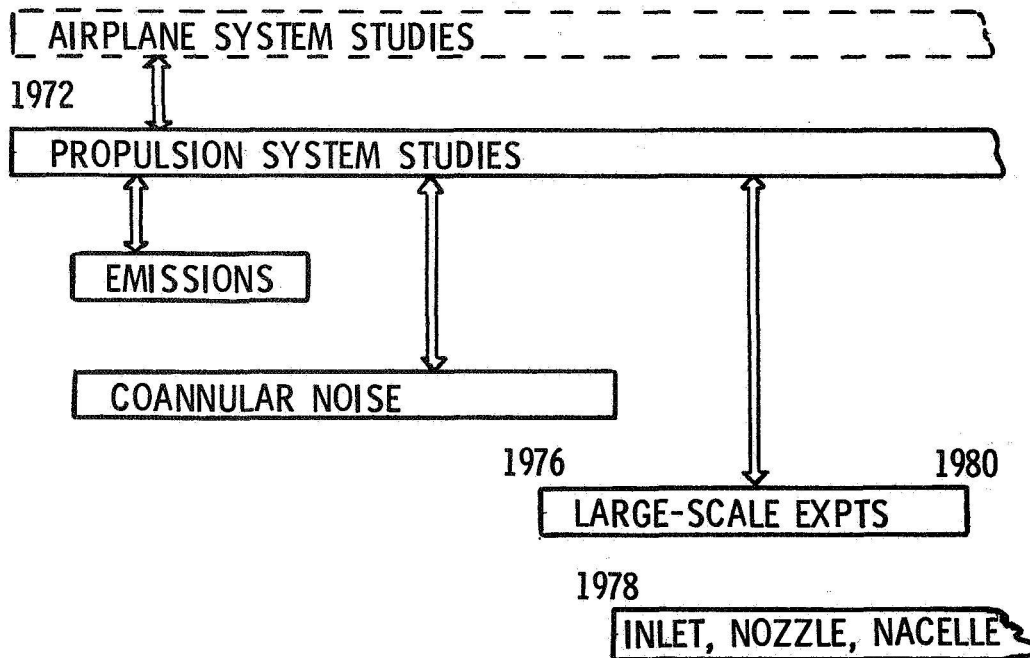 AIRPLANE SYSTEM STUDIES
1972
PROPULSION SYSTEM STUDIES
EMISSIONS
COANNULAR NOISE
1976 1980
LARGE-SCALE EXPTS
1978
INLET, NOZZLE, NACELLE